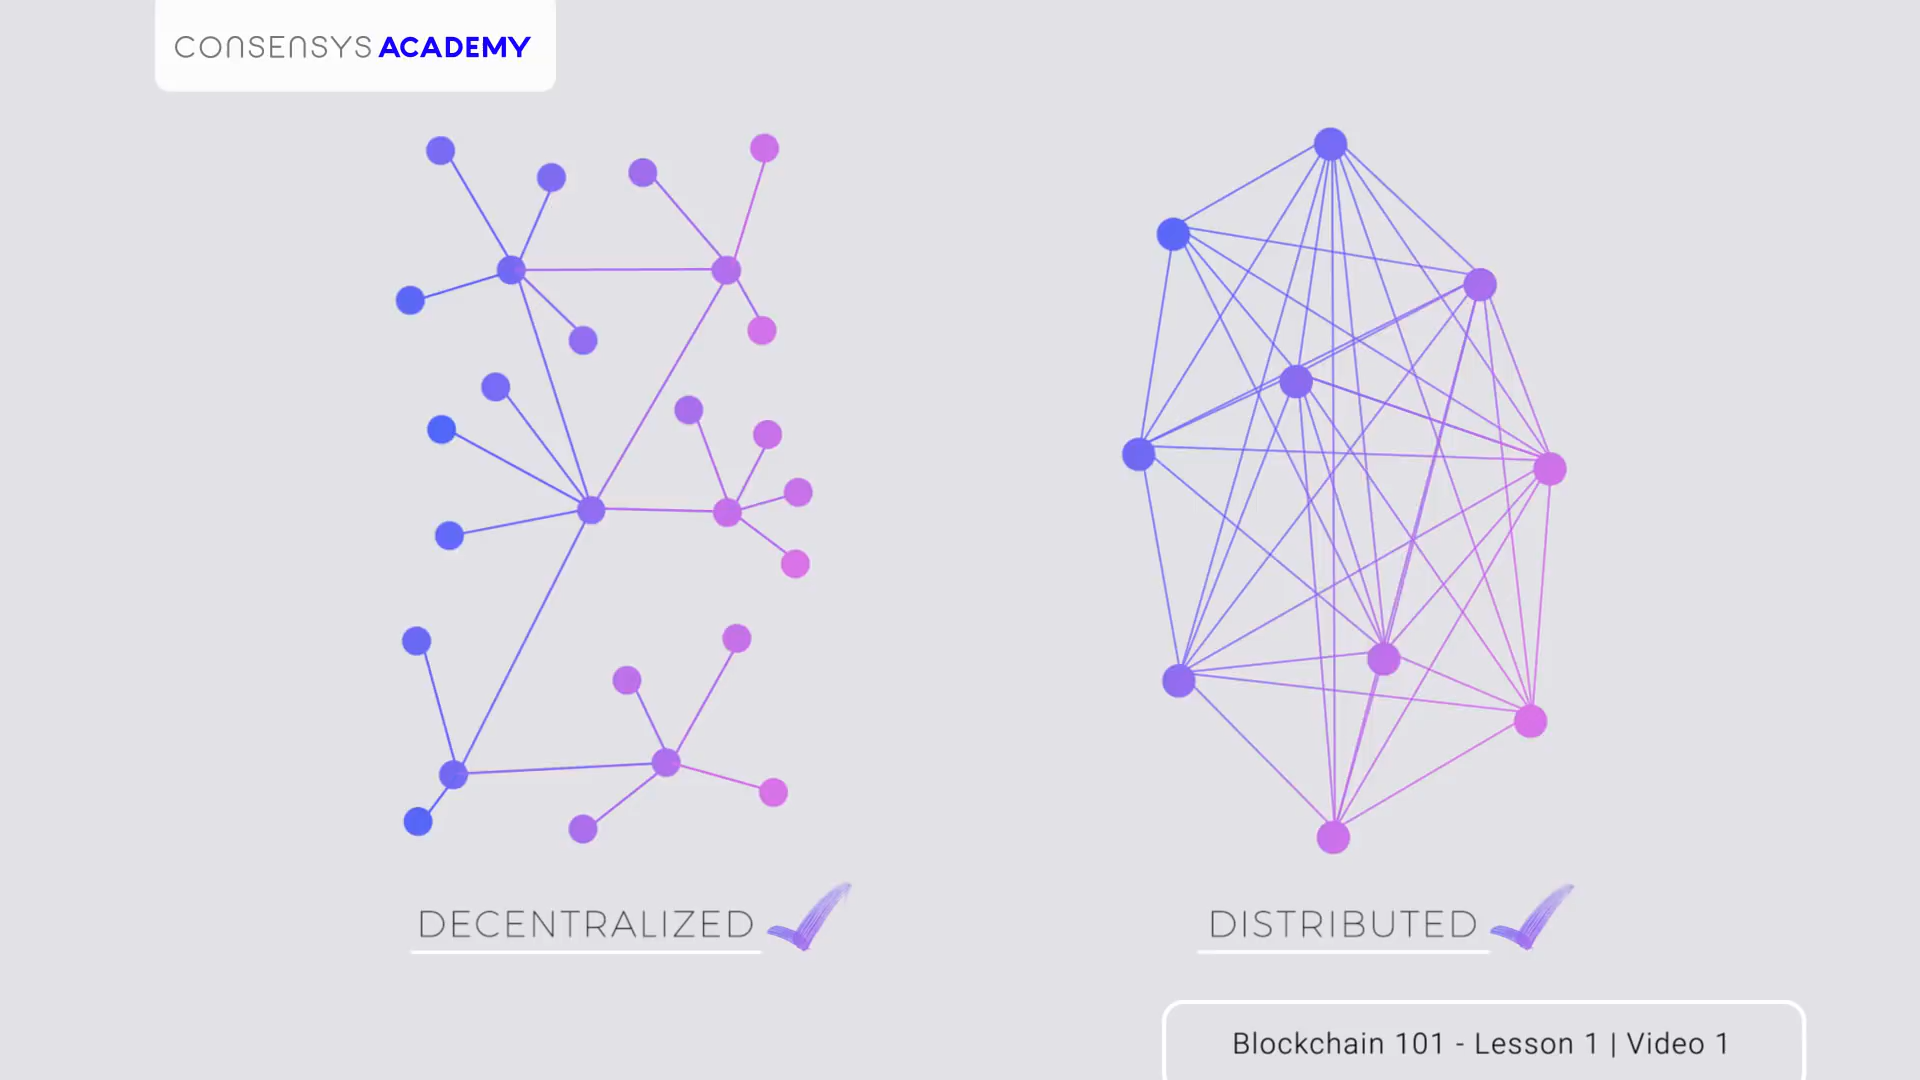 CONSENSYS ACADEMY
DECENTRALIZED
DISTRIBUTED
Blockchain 101 - Lesson 1 | Video 1